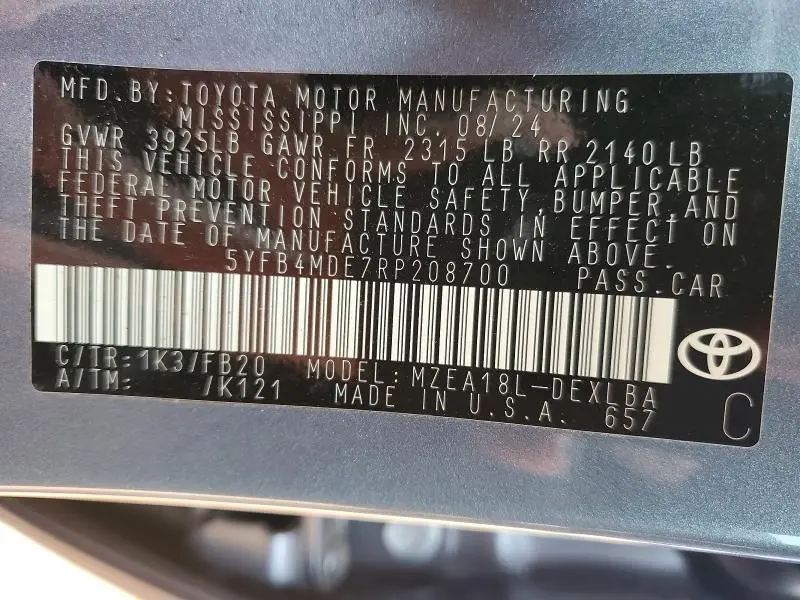 MFD. BY: TOYOTA MOTOR MANUFACTURING
MISSISSIPPI INC. 08/24
GVWR 3925LB GAWR FR 2315 LB RR 2140 LB
THIS VEHICLE CONFORMS TO ALL APPLICABLE
FEDERAL MOTOR VEHICLE SAFETY, BUMPER, AND
THEFT PREVENTION STANDARDS IN EFFECT ON
THE DATE OF MANUFACTURE SHOWN ABOVE.
5YFB4MDE7RP208700 PASS. CAR
C/TR: 1K3/FB20 MODEL: MZEA18L-DEXLBA
A/TM: /K121 MADE IN U.S.A. 657
C